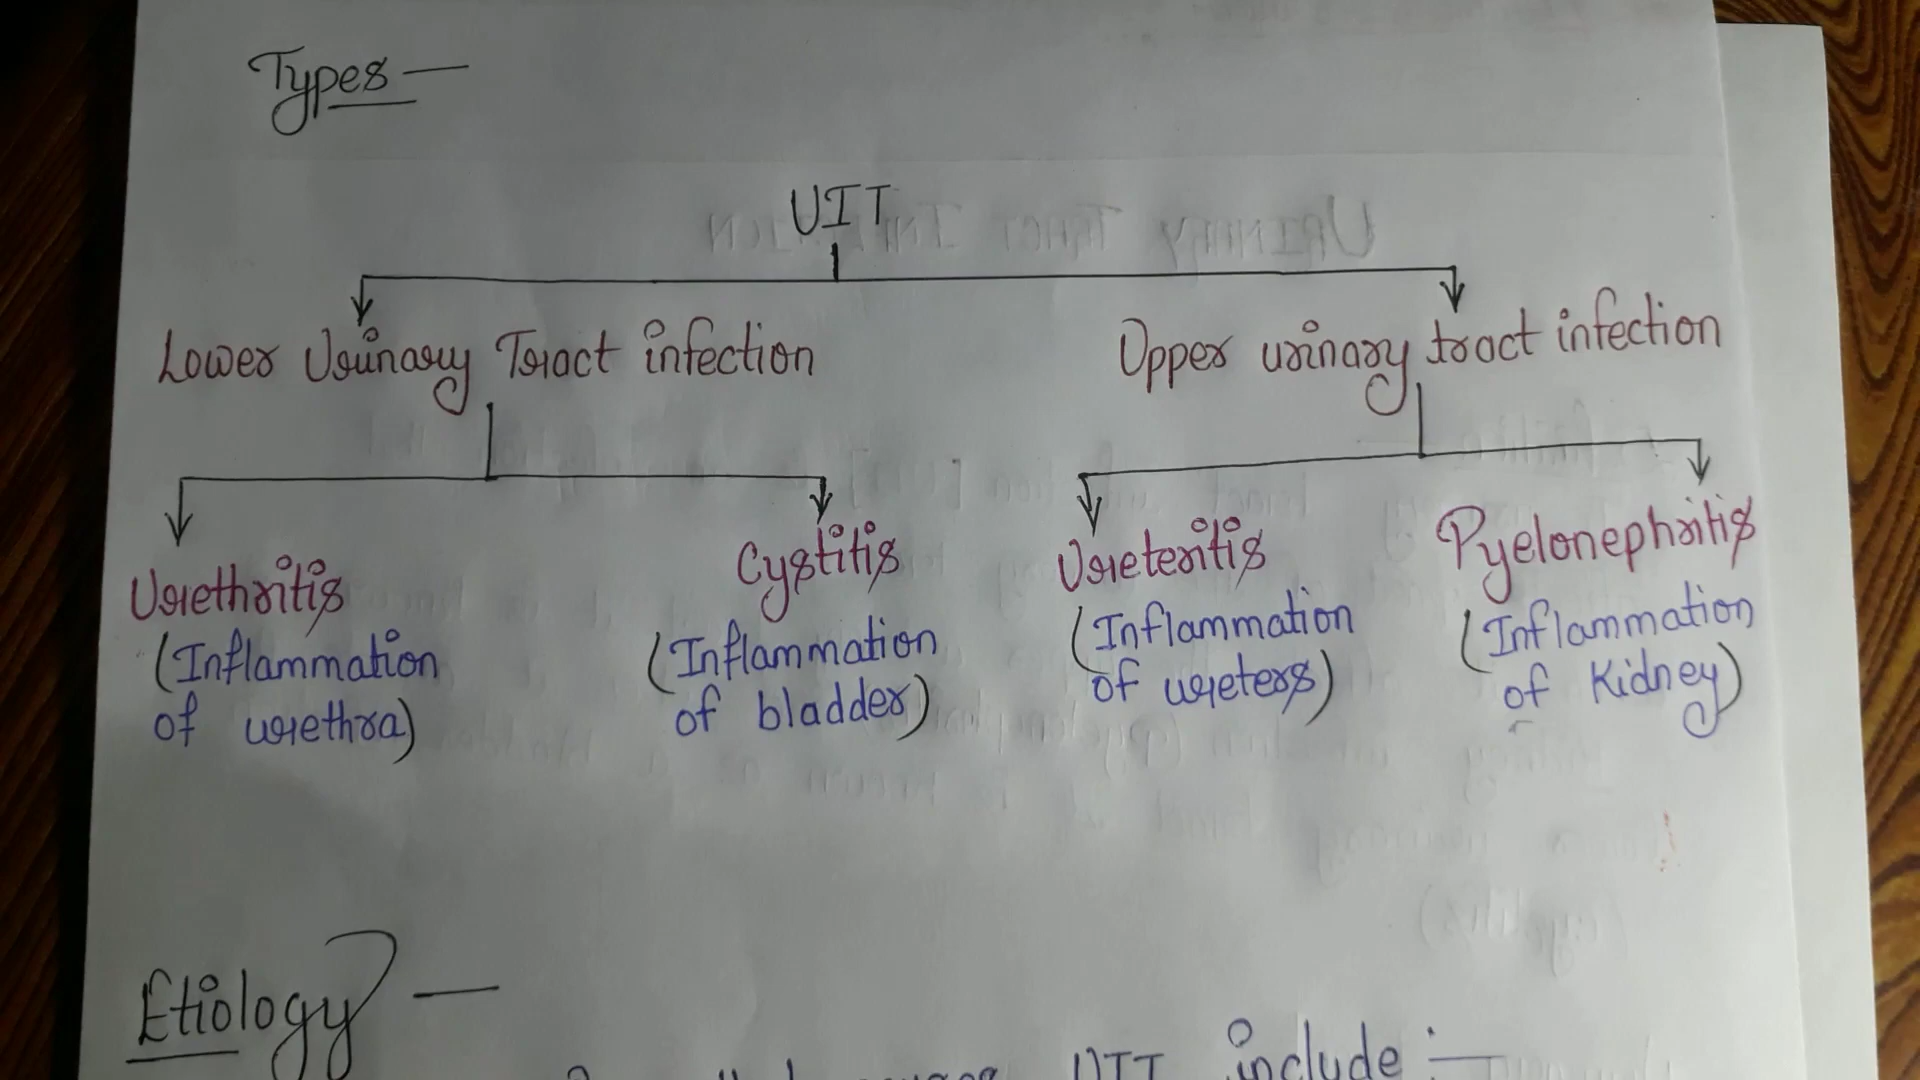 Types —
UIT
Lower Urinary Tract infection
Upper urinary tract infection
Urethritis
(Inflammation
of urethra)
Cystitis
(Inflammation
of bladder)
Ureteritis
(Inflammation
of ureters)
Pyelonephritis
(Inflammation
of Kidney)
Etiology —
UTI include :—